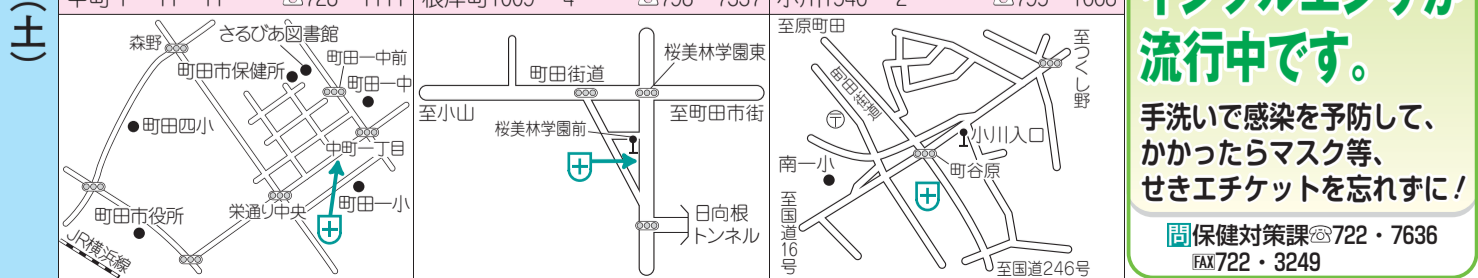 (土)
森野
さるびあ図書館
町田市保健所
町田一中前
町田一中
町田四小
中町一丁目
町田市役所
栄通り中央
町田一小
JR横浜線
桜美林学園東
町田街道
至小山
至町田市街
桜美林学園前
日向根
トンネル
至原町田
至つくし野
町田街道
〒
小川入口
町谷原
南一小
至国道16号
至国道246号
流行中です。
手洗いで感染を予防して、
かかったらマスク等、
せきエチケットを忘れずに!
問保健対策課☏722・7636
FAX722・3249